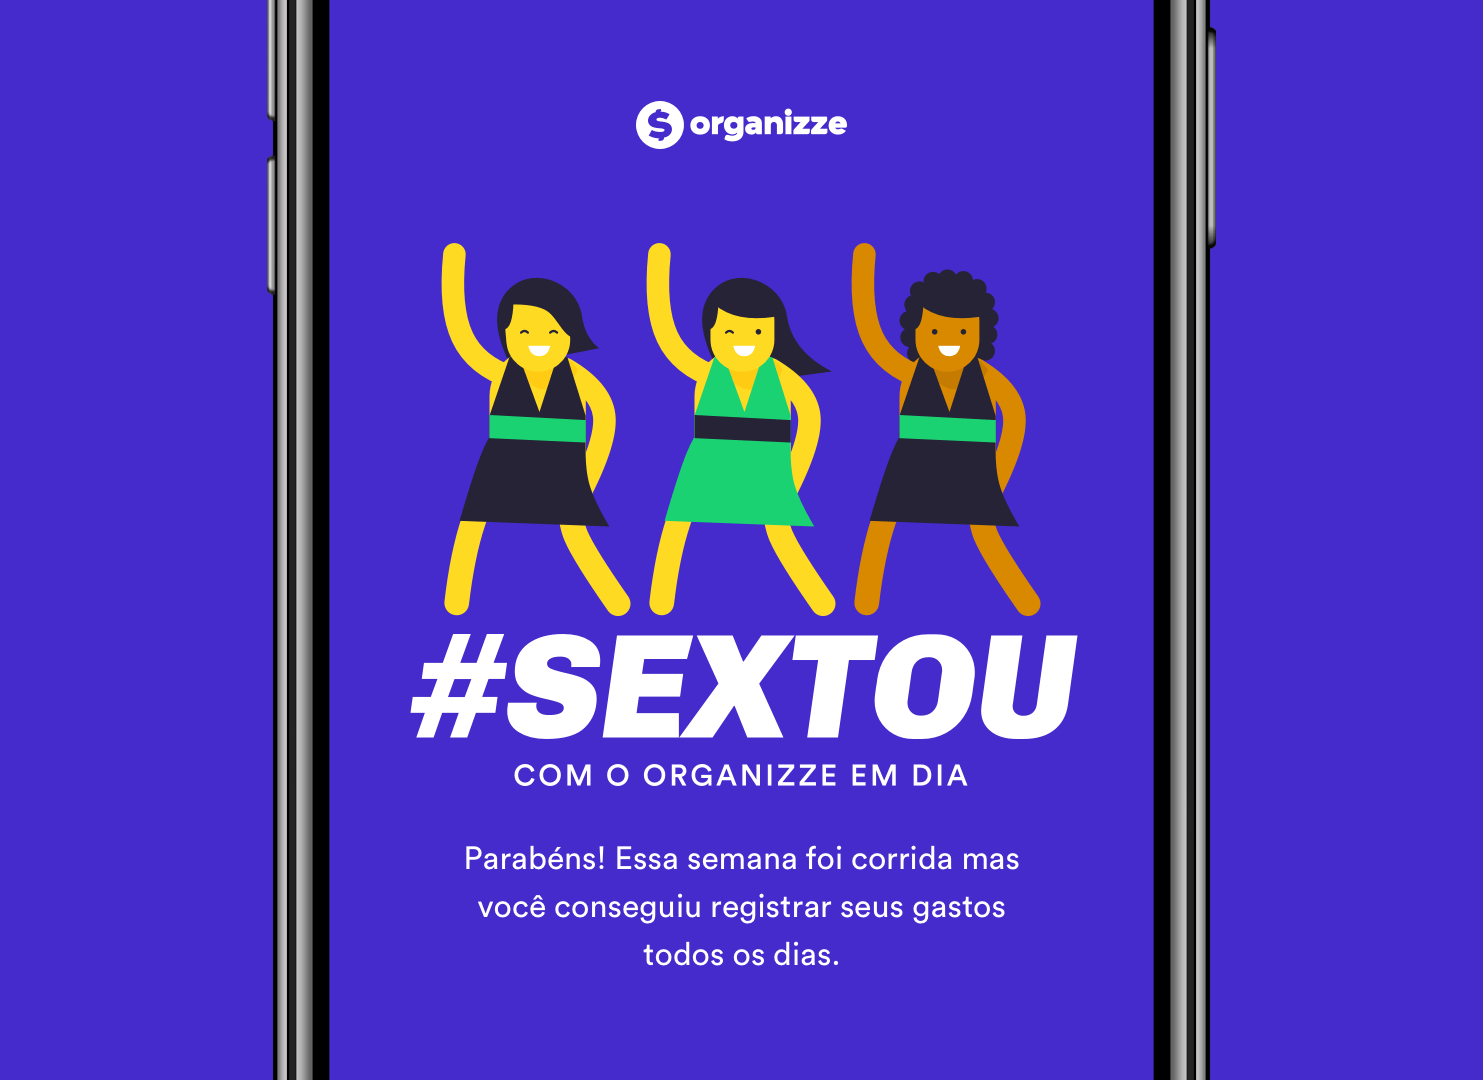 $ organizze
#SEXTOU
COM O ORGANIZZE EM DIA
Parabéns! Essa semana foi corrida mas
você conseguiu registrar seus gastos
todos os dias.